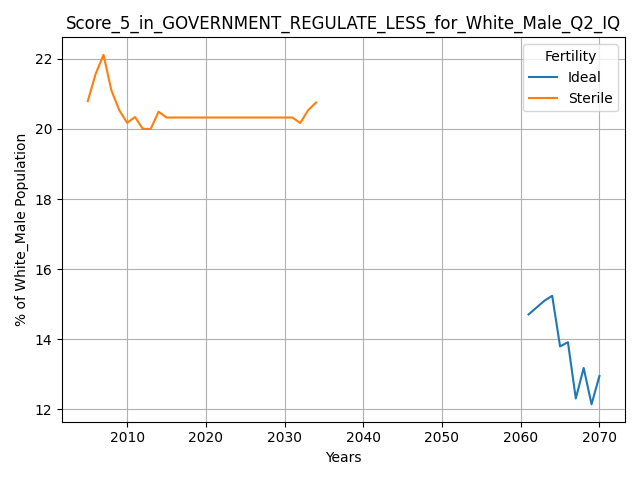 Score_5_in_GOVERNMENT_REGULATE_LESS_for_White_Male_Q2_IQ
Fertility
Ideal
Sterile
% of White_Male Population
22
20
18
16
14
12
2010 2020 2030 2040 2050 2060 2070
Years